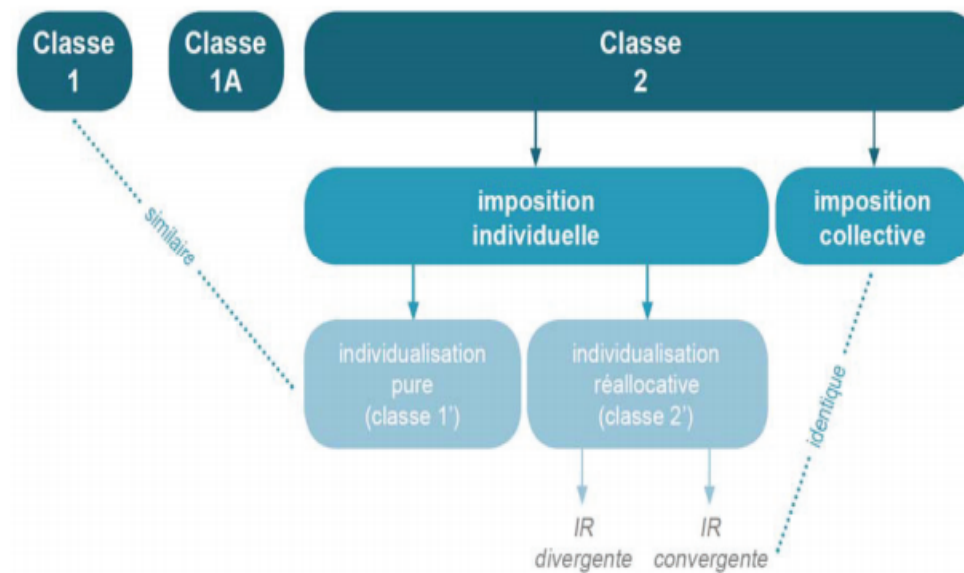 Classe
1
Classe
1A
Classe
2
imposition
individuelle
imposition
collective
similaire
individualisation
pure
(classe 1')
individualisation
réallocative
(classe 2')
identique
IR
divergente
IR
convergente